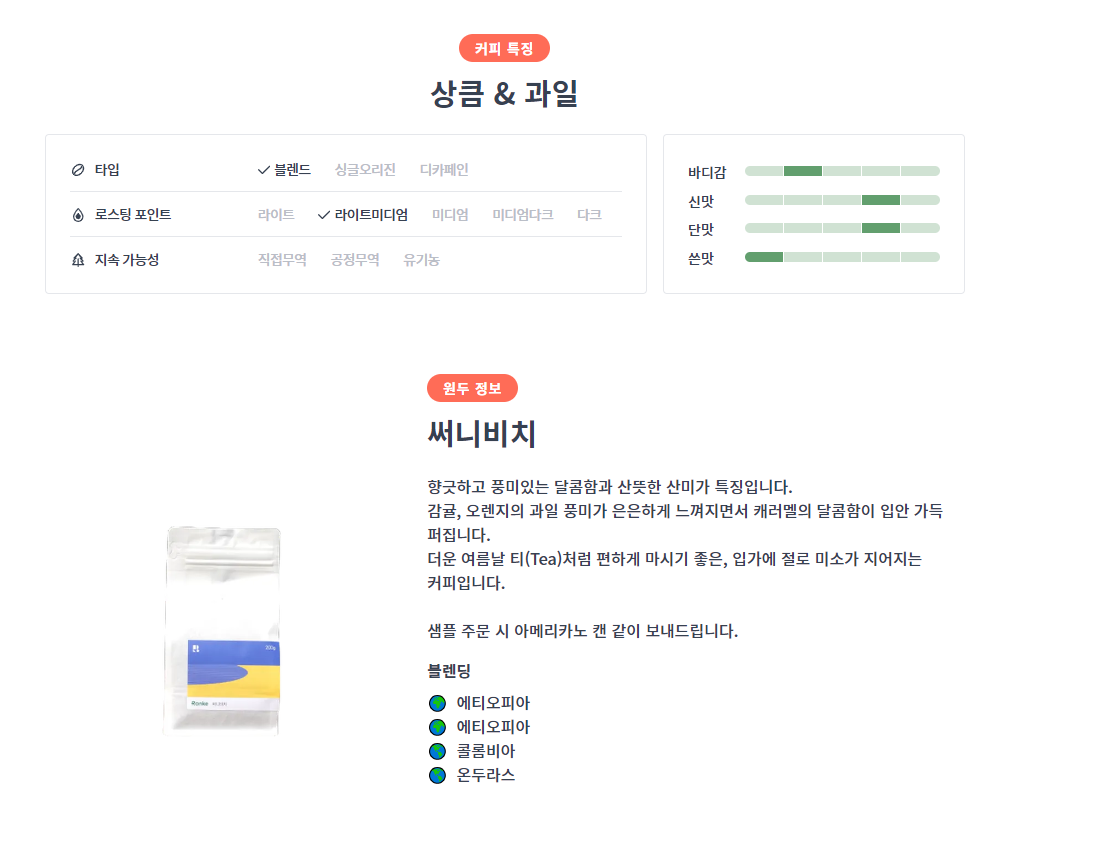 커피 특징
상큼 & 과일
타입
블렌드 싱글오리진 디카페인
로스팅 포인트
라이트 라이트미디엄 미디엄 미디엄다크 다크
지속 가능성
직접무역 공정무역 유기농
바디감
신맛
단맛
쓴맛
원두 정보
써니비치
향긋하고 풍미있는 달콤함과 산뜻한 산미가 특징입니다.
감귤, 오렌지의 과일 풍미가 은은하게 느껴지면서 캐러멜의 달콤함이 입안 가득
퍼집니다.
더운 여름날 티(Tea)처럼 편하게 마시기 좋은, 입가에 절로 미소가 지어지는
커피입니다.
샘플 주문 시 아메리카노 캔 같이 보내드립니다.
블렌딩
에티오피아
에티오피아
콜롬비아
온두라스
200g